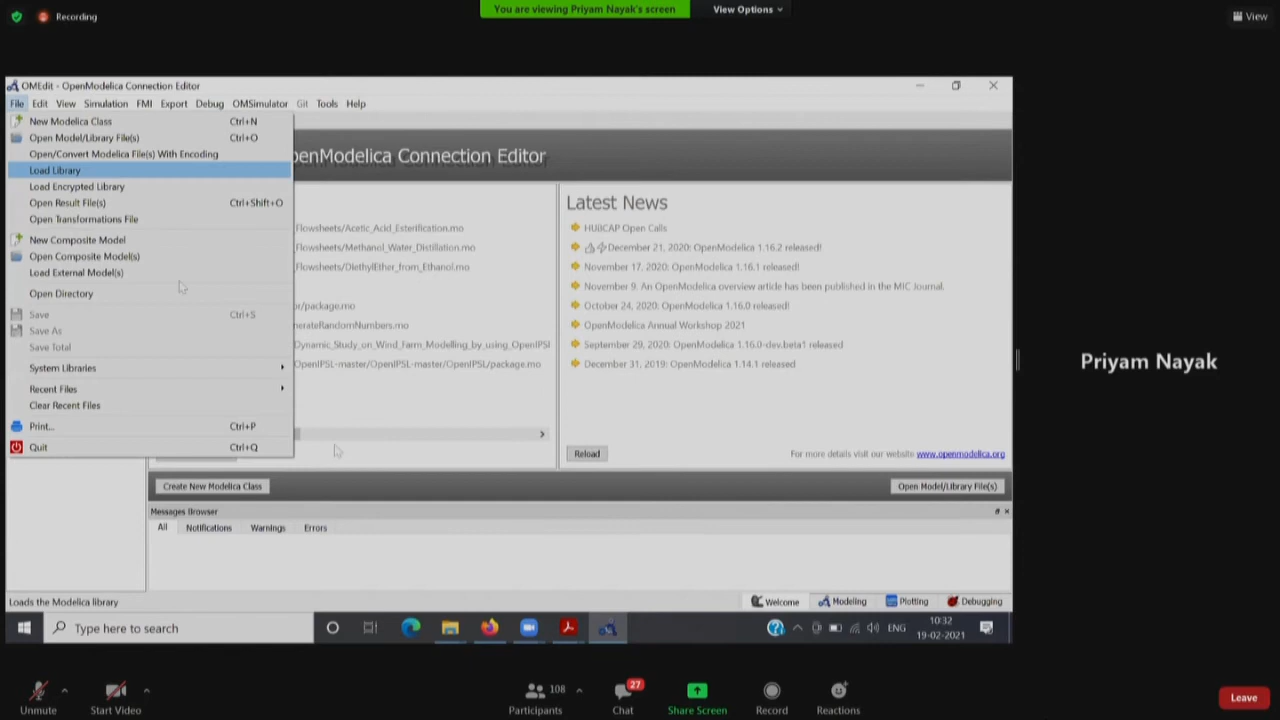 Recording
You are viewing Priyam Nayak's screen
View Options
View
OMEdit - OpenModelica Connection Editor
File Edit View Simulation FMI Export Debug OMSimulator Git Tools Help
New Modelica Class Ctrl+N
Open Model/Library File(s) Ctrl+O
Open/Convert Modelica File(s) With Encoding
Load Library
Load Encrypted Library
Open Result File(s) Ctrl+Shift+O
Open Transformations File
New Composite Model
Open Composite Model(s)
Load External Model(s)
Open Directory
Save Ctrl+S
Save As
Save Total
System Libraries
Recent Files
Clear Recent Files
Print... Ctrl+P
Quit Ctrl+Q
penModelica Connection Editor
Flowsheets/Acetic_Acid_Esterification.mo
Flowsheets/Methanol_Water_Distillation.mo
Flowsheets/DiethylEther_from_Ethanol.mo
or/package.mo
nerateRandomNumbers.mo
Dynamic_Study_on_Wind_Farm_Modelling_by_using_OpenIPSL
OpenIPSL-master/OpenIPSL-master/OpenIPSL/package.mo
Latest News
HUBCAP Open Calls
December 21, 2020: OpenModelica 1.16.2 released!
November 17, 2020: OpenModelica 1.16.1 released!
November 9. An OpenModelica overview article has been published in the MIC Journal.
October 24, 2020: OpenModelica 1.16.0 released!
OpenModelica Annual Workshop 2021
September 29, 2020: OpenModelica 1.16.0-dev.beta1 released
December 31, 2019: OpenModelica 1.14.1 released
Reload
For more details visit our website www.openmodelica.org
Create New Modelica Class
Open Model/Library File(s)
Messages Browser
All Notifications Warnings Errors
Loads the Modelica library
Welcome Modeling Plotting Debugging
Type here to search
ENG
10:32
19-02-2021
Priyam Nayak
Unmute
Start Video
108
Participants
27
Chat
Share Screen
Record
Reactions
Leave